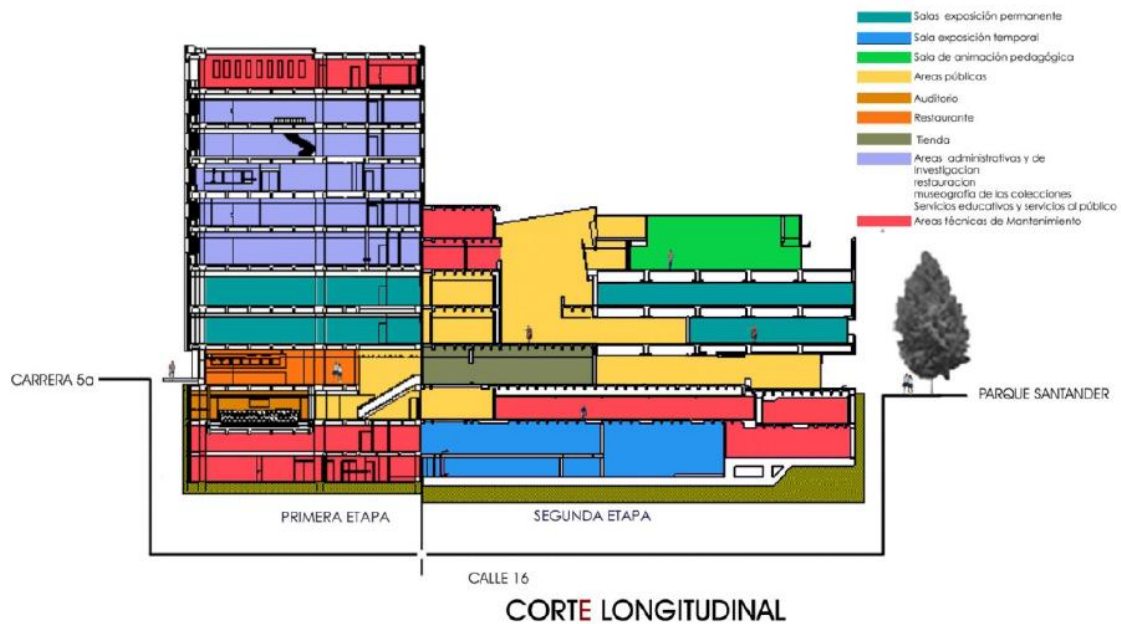 Salas exposición permanente
Sala exposición temporal
Sala de animación pedagógica
Areas públicas
Auditorio
Restaurante
Tienda
Areas administrativas y de
Investigacion
restauracion
museografía de las colecciones
Servicios educativas y servicios al público
Areas técnicas de Mantenimiento
CARRERA 5a
PARQUE SANTANDER
PRIMERA ETAPA
SEGUNDA ETAPA
CALLE 16
CORTE LONGITUDINAL